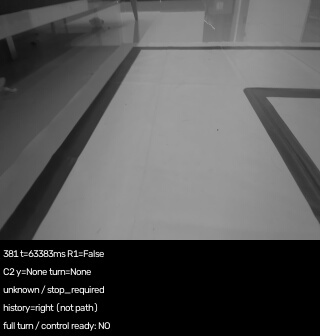 381 t=63383ms R1=False
C2 y=None turn=None
unknown / stop_required
history=right (not path)
full turn / control ready: NO